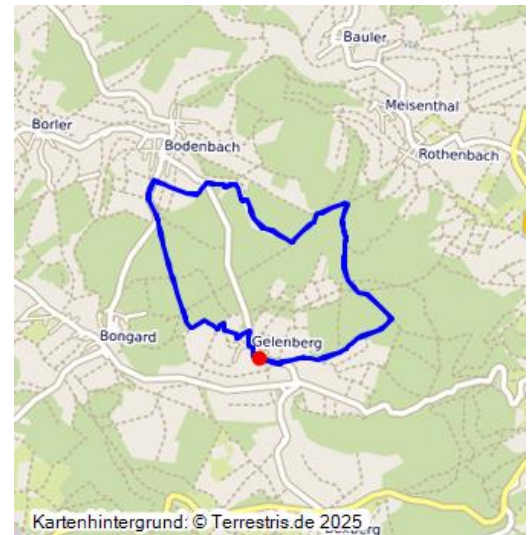 Bauler
Meisenthal
Borler
Bodenbach
Rothenbach
Bongard
Gelenberg
Kartenhintergrund: © Terrestris.de 2025